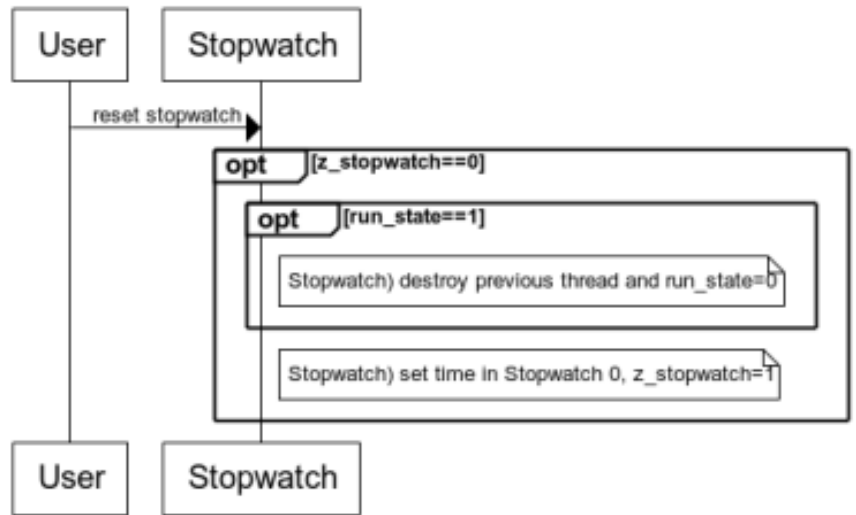 User Stopwatch
reset stopwatch
opt [z_stopwatch==0]
opt [run_state==1]
Stopwatch) destroy previous thread and run_state=0
Stopwatch) set time in Stopwatch 0, z_stopwatch=1
User Stopwatch